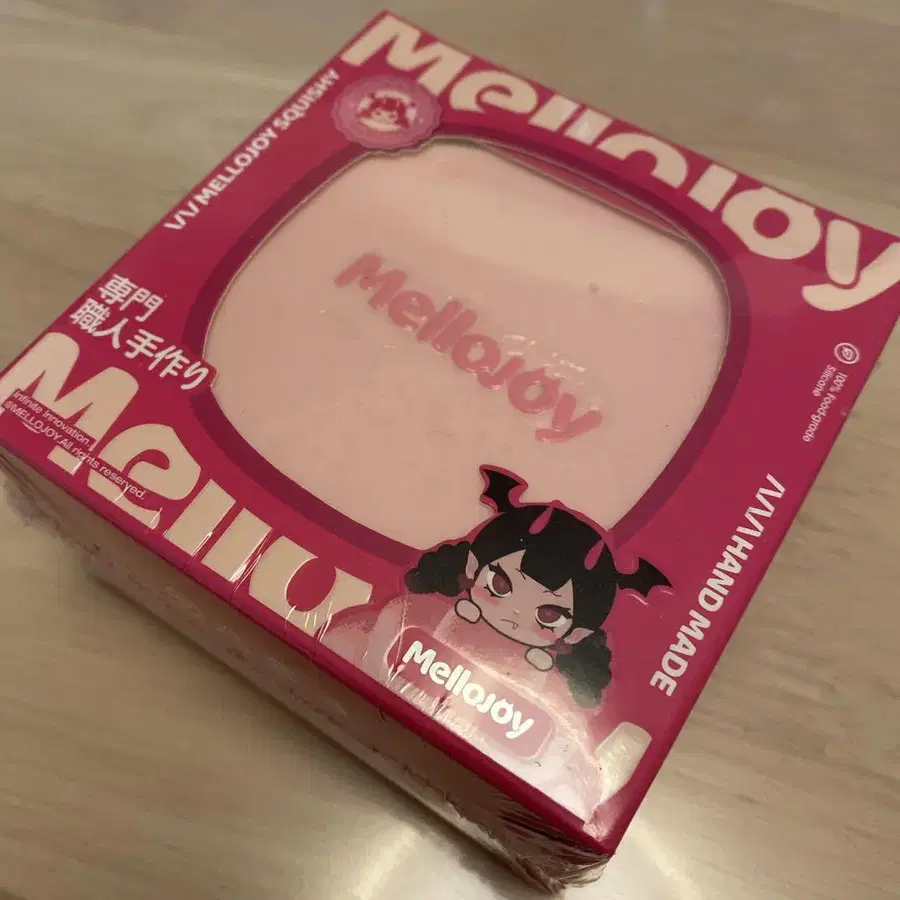 Mellojoy
MELLOJOY SQUISHY
Mellojoy
専門
職人手作り
Infinite Innovation.
@MELLOJOY.All rights reserved.
100% Food-grade
Silicone
HAND MADE
Mellojoy